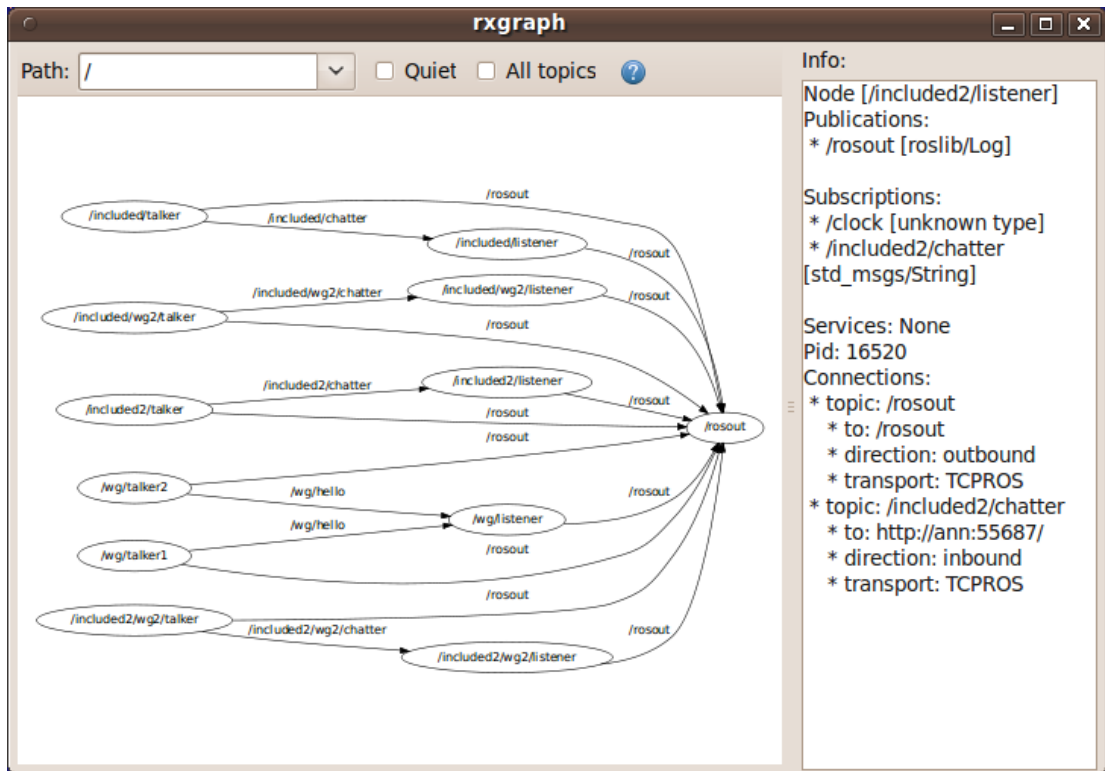 rxgraph
Path: /
Quiet
All topics
?
/rosout
/included/talker
/included/chatter
/included/listener
/rosout
/included/wg2/chatter
/included/wg2/listener
/rosout
/included/wg2/talker
/rosout
/included2/chatter
/included2/listener
/rosout
/included2/talker
/rosout
/rosout
/rosout
/wg/talker2
/wg/hello
/rosout
/wg/listener
/wg/hello
/wg/talker1
/rosout
/rosout
/included2/wg2/talker
/included2/wg2/chatter
/rosout
/included2/wg2/listener
Info:
Node [/included2/listener]
Publications:
* /rosout [roslib/Log]
Subscriptions:
* /clock [unknown type]
* /included2/chatter
[std_msgs/String]
Services: None
Pid: 16520
Connections:
* topic: /rosout
* to: /rosout
* direction: outbound
* transport: TCPROS
* topic: /included2/chatter
* to: http://ann:55687/
* direction: inbound
* transport: TCPROS